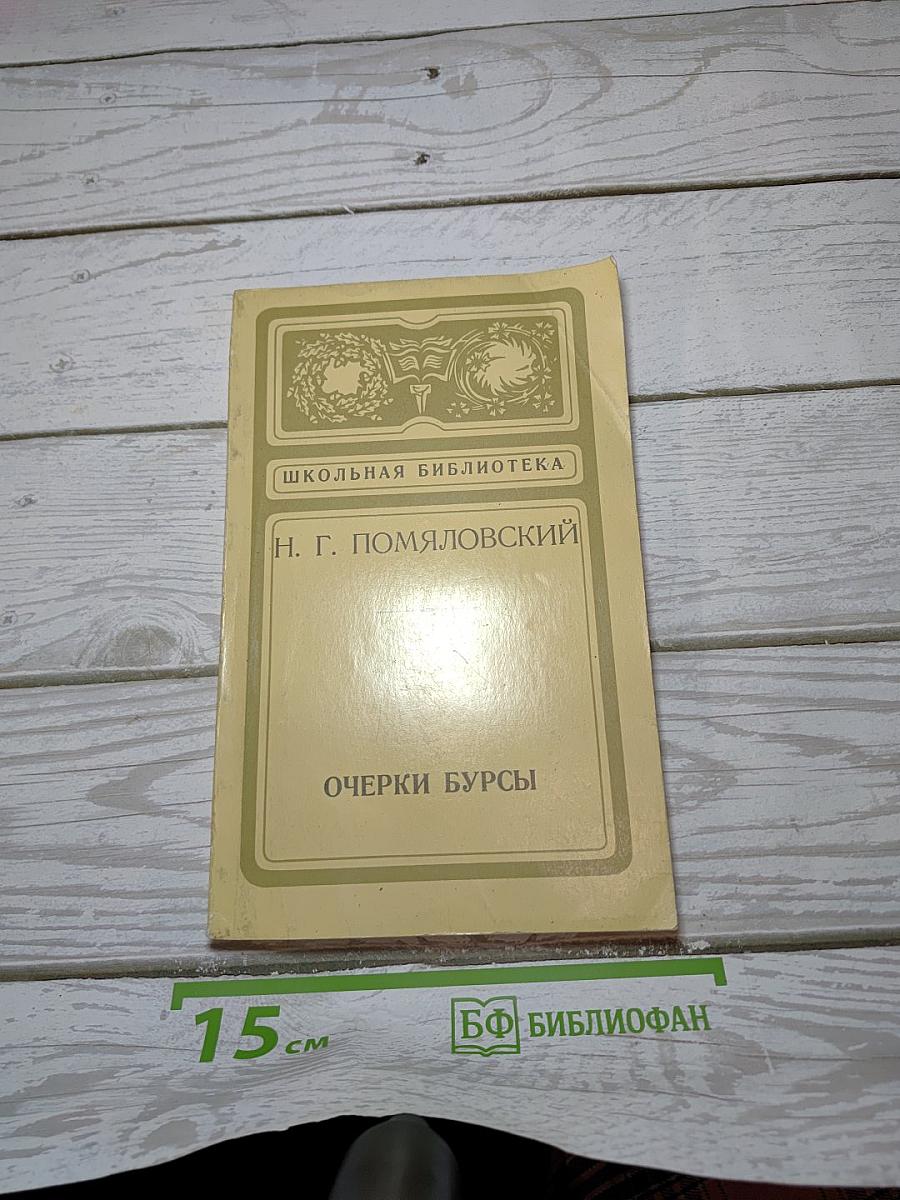 ШКОЛЬНАЯ БИБЛИОТЕКА
Н. Г. ПОМЯЛОВСКИЙ
ОЧЕРКИ БУРСЫ
15 см
БФ БИБЛИОФАН